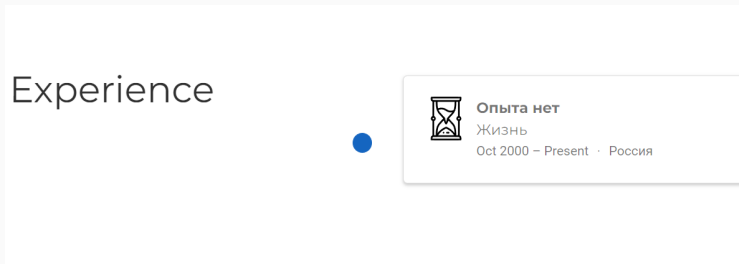 Experience
Опыта нет
Жизнь
Oct 2000 – Present · Россия